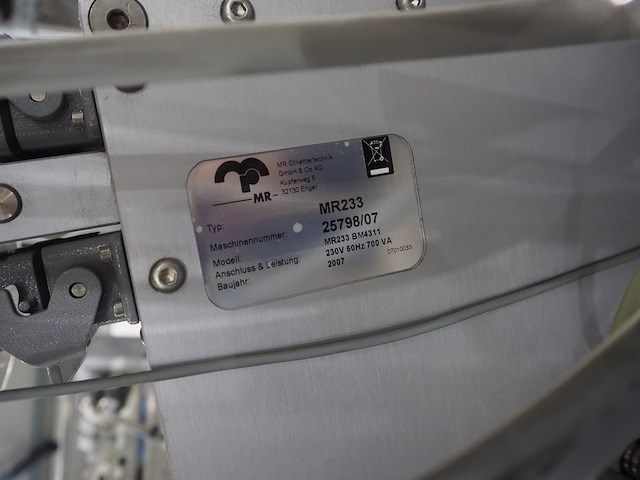 MR Etikettiertechnik
GmbH & Co KG
Kupferweg 5
32130 Enger
MR
Typ: MR233
Maschinennummer: 25798/07
Modell: MR233 BM4311
Anschluss & Leistung: 230V 50Hz 700 VA
Baujahr: 2007
07010033